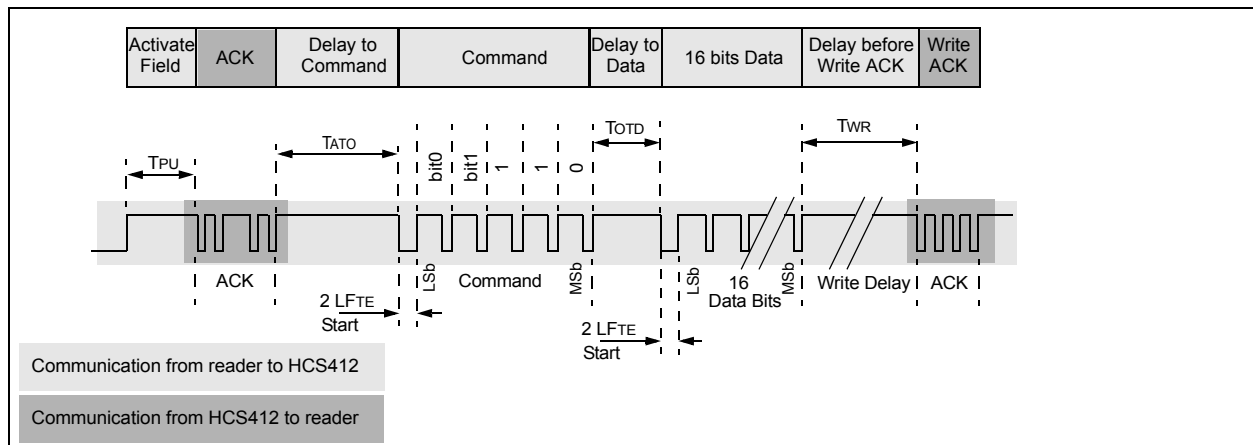 Activate Field
ACK
Delay to Command
Command
Delay to Data
16 bits Data
Delay before Write ACK
Write ACK
TPU
TATO
bit0
bit1
1
1
0
TOTD
TWR
ACK
2 LFTE
Start
LSb
Command
MSb
2 LFTE
Start
LSb
16
Data Bits
MSb
Write Delay
ACK
Communication from reader to HCS412
Communication from HCS412 to reader